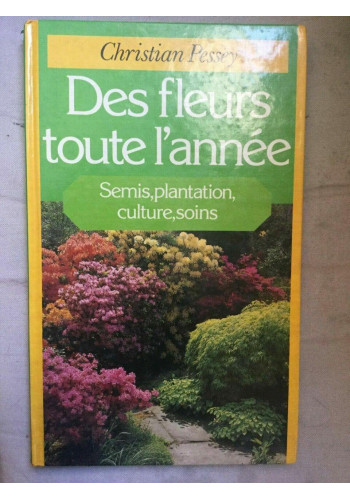 Christian Pessey
Des fleurs
toute l'année
Semis,plantation,
culture,soins